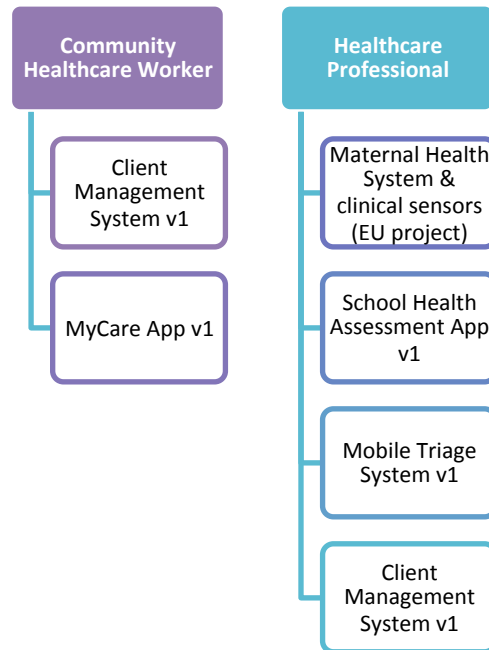 Community
Healthcare Worker
Client
Management
System v1
MyCare App v1
Healthcare
Professional
Maternal Health
System &
clinical sensors
(EU project)
School Health
Assessment App
v1
Mobile Triage
System v1
Client
Management
System v1